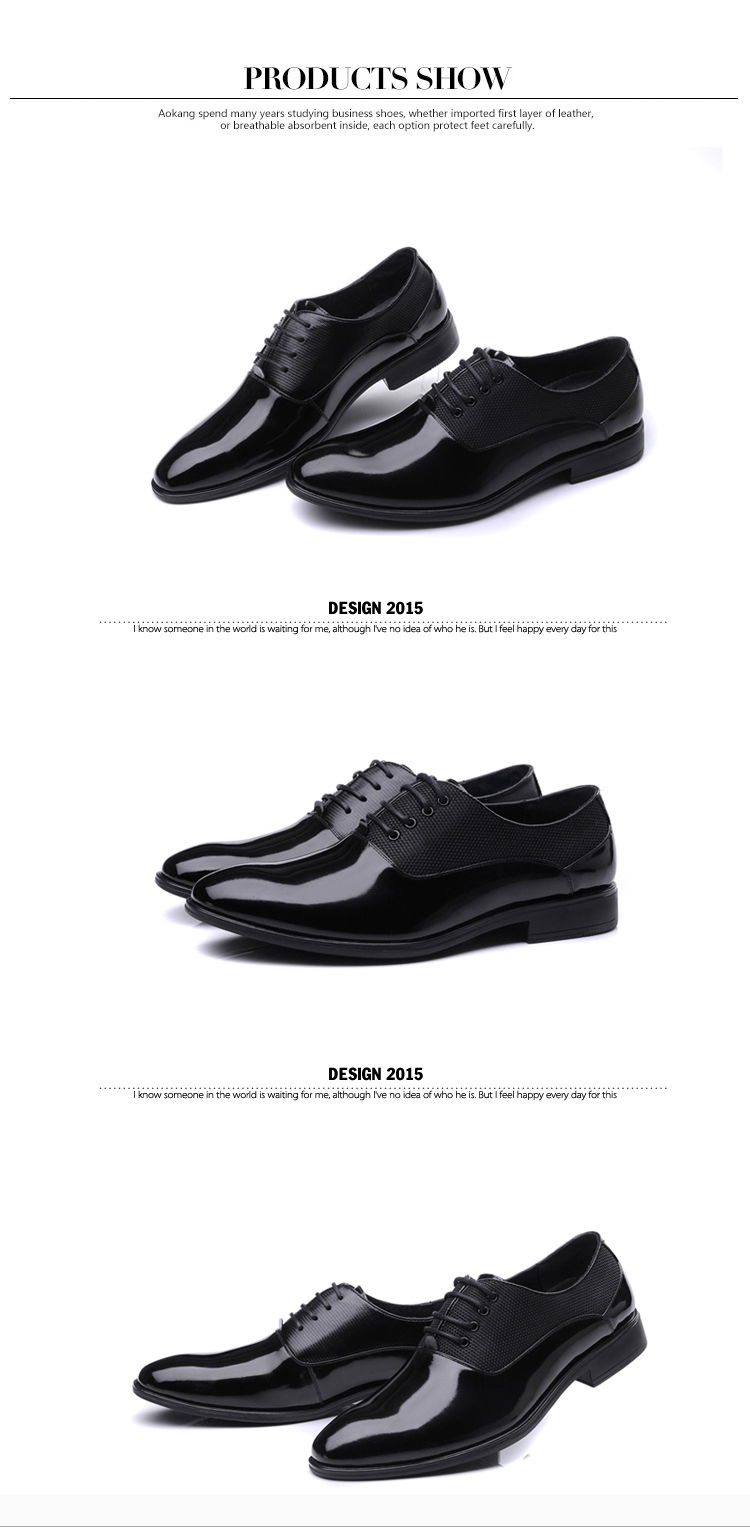 PRODUCTS SHOW
Aokang spend many years studying business shoes, whether imported first layer of leather,
or breathable absorbent inside, each option protect feet carefully.
DESIGN 2015
I know someone in the world is waiting for me, although I've no idea of who he is. But I feel happy every day for this
DESIGN 2015
I know someone in the world is waiting for me, although I've no idea of who he is. But I feel happy every day for this